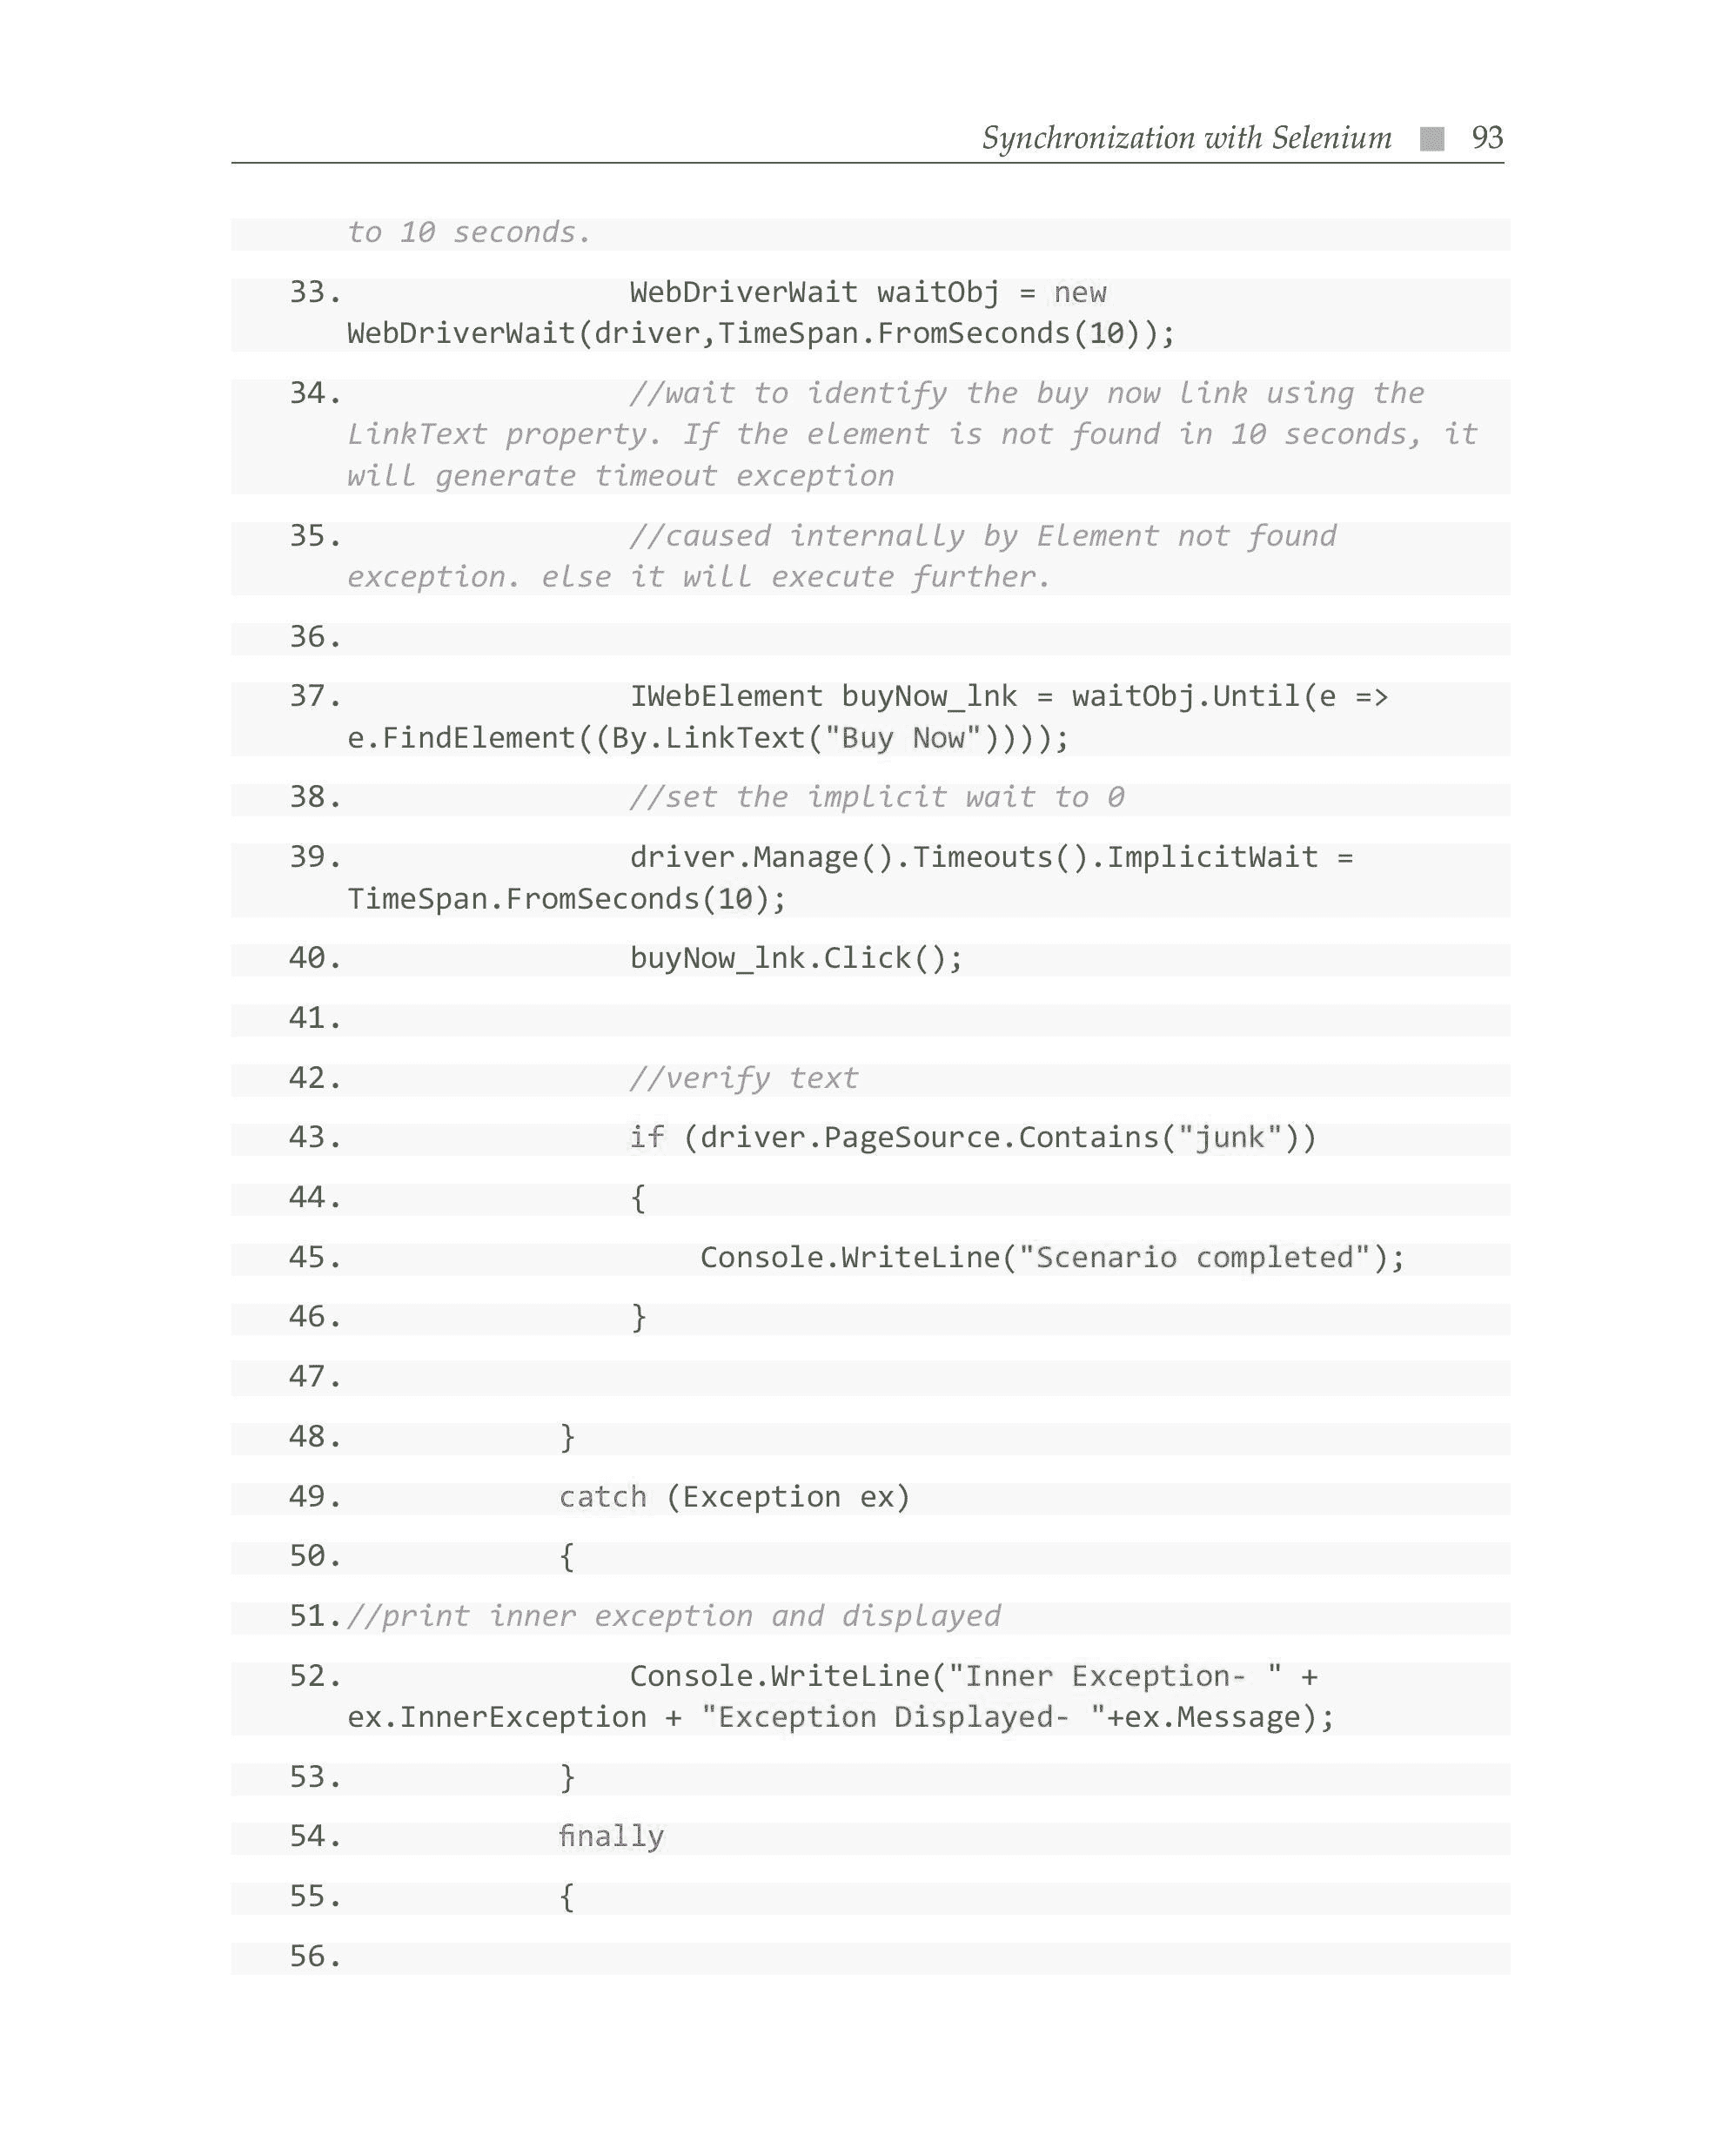 Synchronization with Selenium ■ 93
to 10 seconds.
33. WebDriverWait waitObj = new
WebDriverWait(driver,TimeSpan.FromSeconds(10));
34. //wait to identify the buy now link using the
LinkText property. If the element is not found in 10 seconds, it
will generate timeout exception
35. //caused internally by Element not found
exception. else it will execute further.
36.
37. IWebElement buyNow_lnk = waitObj.Until(e =>
e.FindElement((By.LinkText("Buy Now"))));
38. //set the implicit wait to 0
39. driver.Manage().Timeouts().ImplicitWait =
TimeSpan.FromSeconds(10);
40. buyNow_lnk.Click();
41.
42. //verify text
43. if (driver.PageSource.Contains("junk"))
44. {
45. Console.WriteLine("Scenario completed");
46. }
47.
48. }
49. catch (Exception ex)
50. {
51.//print inner exception and displayed
52. Console.WriteLine("Inner Exception- " +
ex.InnerException + "Exception Displayed- "+ex.Message);
53. }
54. finally
55. {
56.